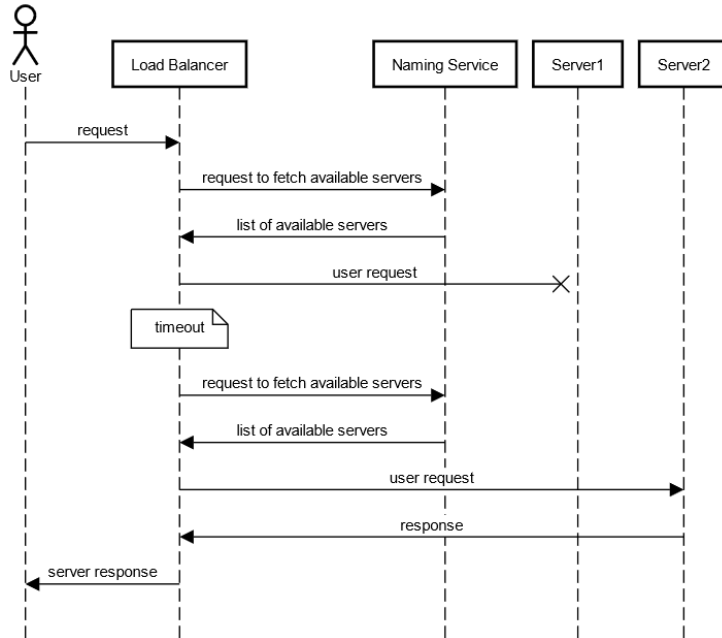 User
Load Balancer
Naming Service
Server1
Server2
request
request to fetch available servers
list of available servers
user request
timeout
request to fetch available servers
list of available servers
user request
response
server response